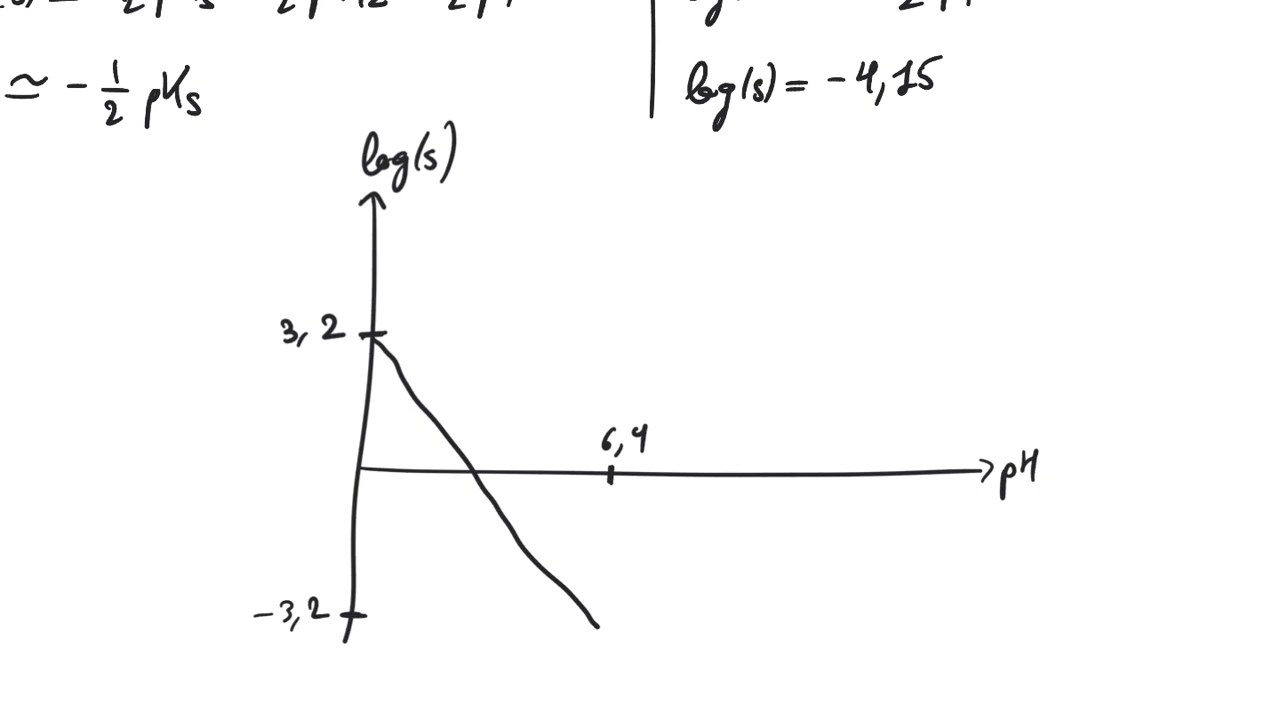 ≃ - 1/2 pKs
log(s) = - 4,15
log(s)
3, 2
6,4
pH
-3,2